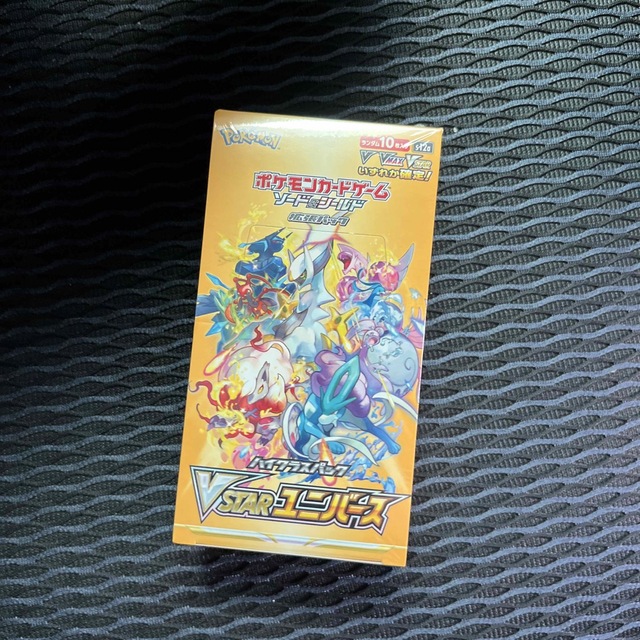 Pokémon
ランダム10枚入り s12a
V VMAX VSTAR
いずれか確定!!
ポケモンカードゲーム
ソード&シールド
拡張パック
ハイクラスパック
VSTARユニバース